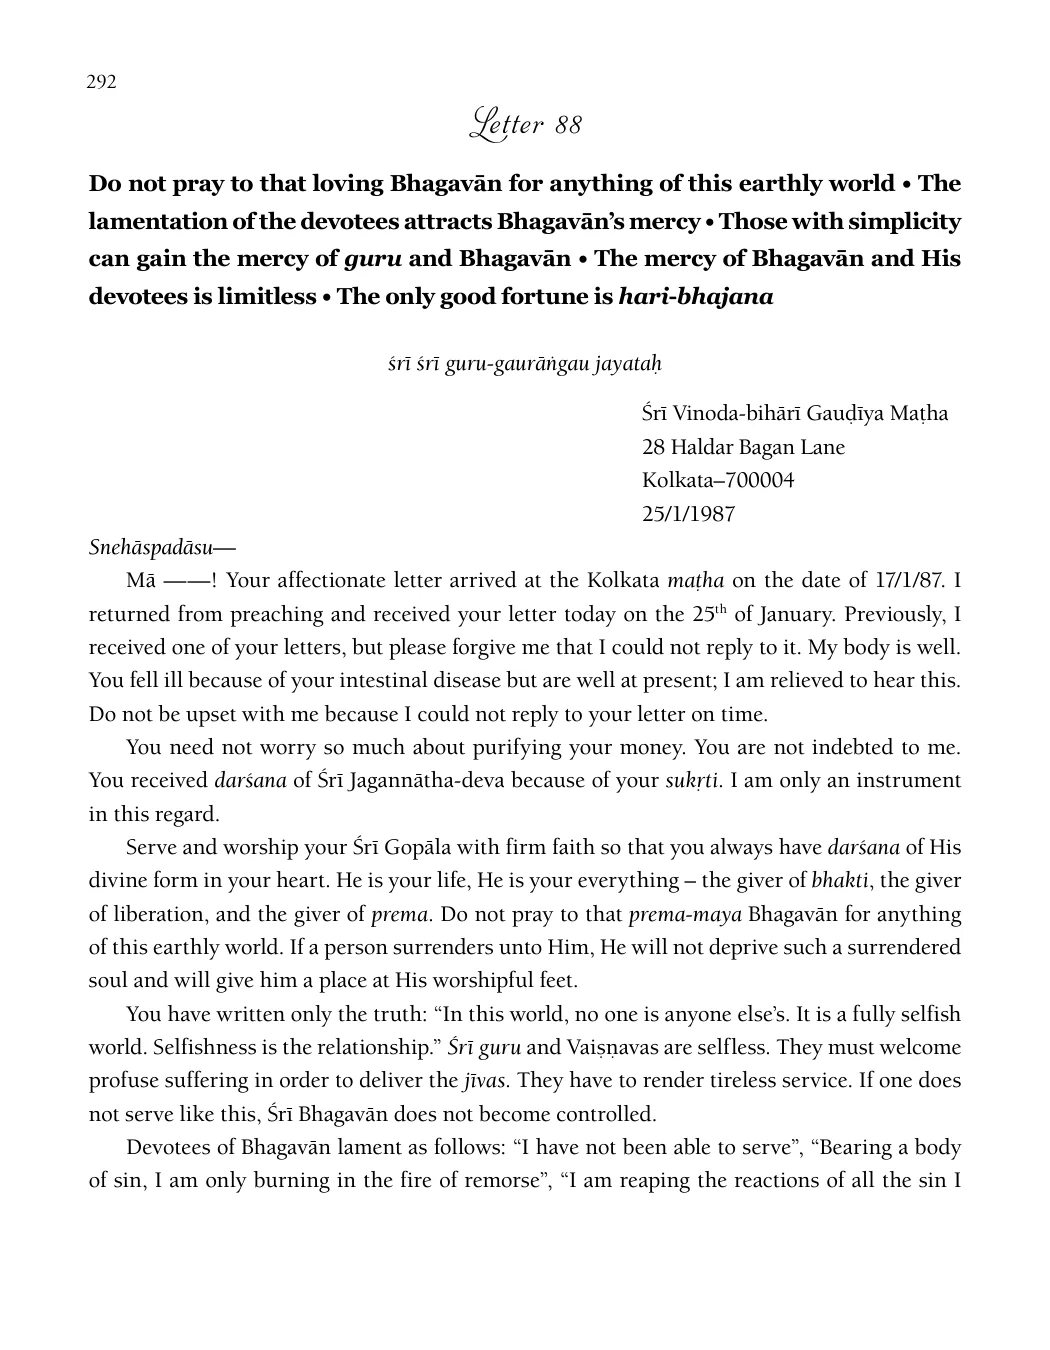 292
Letter 88
Do not pray to that loving Bhagavān for anything of this earthly world • The
lamentation of the devotees attracts Bhagavān’s mercy • Those with simplicity
can gain the mercy of guru and Bhagavān • The mercy of Bhagavān and His
devotees is limitless • The only good fortune is hari-bhajana
śrī śrī guru-gaurāṅgau jayataḥ
Śrī Vinoda-bihārī Gauḍīya Maṭha
28 Haldar Bagan Lane
Kolkata–700004
25/1/1987
Snehāspadāsu—
Mā ——! Your affectionate letter arrived at the Kolkata maṭha on the date of 17/1/87. I
returned from preaching and received your letter today on the 25th of January. Previously, I
received one of your letters, but please forgive me that I could not reply to it. My body is well.
You fell ill because of your intestinal disease but are well at present; I am relieved to hear this.
Do not be upset with me because I could not reply to your letter on time.
You need not worry so much about purifying your money. You are not indebted to me.
You received darśana of Śrī Jagannātha-deva because of your sukṛti. I am only an instrument
in this regard.
Serve and worship your Śrī Gopāla with firm faith so that you always have darśana of His
divine form in your heart. He is your life, He is your everything – the giver of bhakti, the giver
of liberation, and the giver of prema. Do not pray to that prema-maya Bhagavān for anything
of this earthly world. If a person surrenders unto Him, He will not deprive such a surrendered
soul and will give him a place at His worshipful feet.
You have written only the truth: “In this world, no one is anyone else’s. It is a fully selfish
world. Selfishness is the relationship.” Śrī guru and Vaiṣṇavas are selfless. They must welcome
profuse suffering in order to deliver the jīvas. They have to render tireless service. If one does
not serve like this, Śrī Bhagavān does not become controlled.
Devotees of Bhagavān lament as follows: “I have not been able to serve”, “Bearing a body
of sin, I am only burning in the fire of remorse”, “I am reaping the reactions of all the sin I